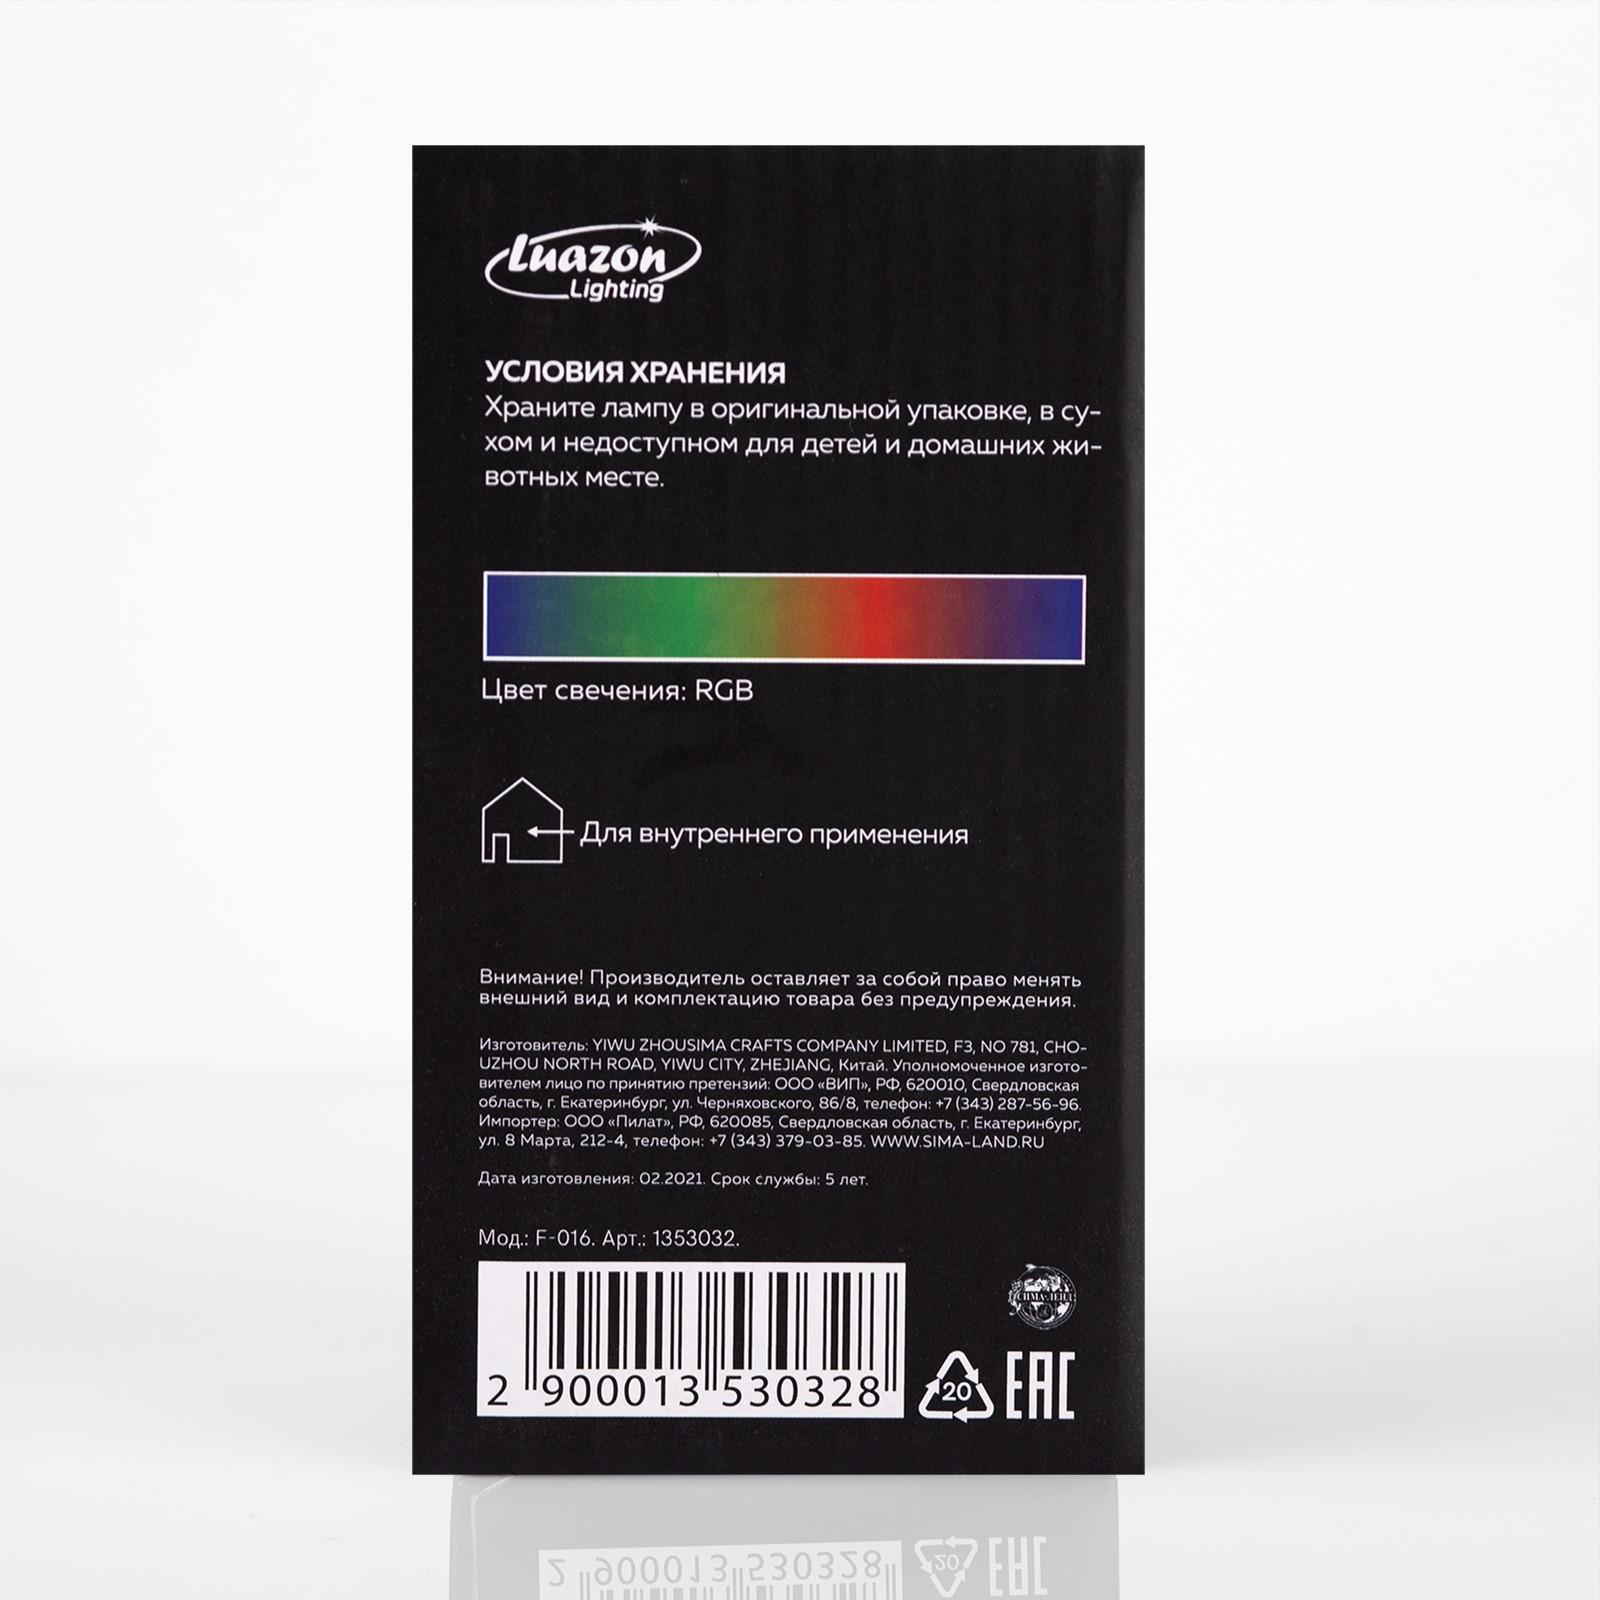 Luazon
Lighting
УСЛОВИЯ ХРАНЕНИЯ
Храните лампу в оригинальной упаковке, в су-
хом и недоступном для детей и домашних жи-
вотных месте.
Цвет свечения: RGB
Для внутреннего применения
Внимание! Производитель оставляет за собой право менять
внешний вид и комплектацию товара без предупреждения.
Изготовитель: YIWU ZHOUSIMA CRAFTS COMPANY LIMITED, F3, NO 781, CHO-
UZHOU NORTH ROAD, YIWU CITY, ZHEJIANG, Китай. Уполномоченное изгото-
вителем лицо по принятию претензий: ООО «ВИП», РФ, 620010, Свердловская
область, г. Екатеринбург, ул. Черняховского, 86/8, телефон: +7 (343) 287-56-96.
Импортер: ООО «Пилат», РФ, 620085, Свердловская область, г. Екатеринбург,
ул. 8 Марта, 212-4, телефон: +7 (343) 379-03-85. WWW.SIMA-LAND.RU
Дата изготовления: 02.2021. Срок службы: 5 лет.
Мод.: F-016. Арт.: 1353032.
СИМА-ЛЕНД
2 900013 530328
20
EAC